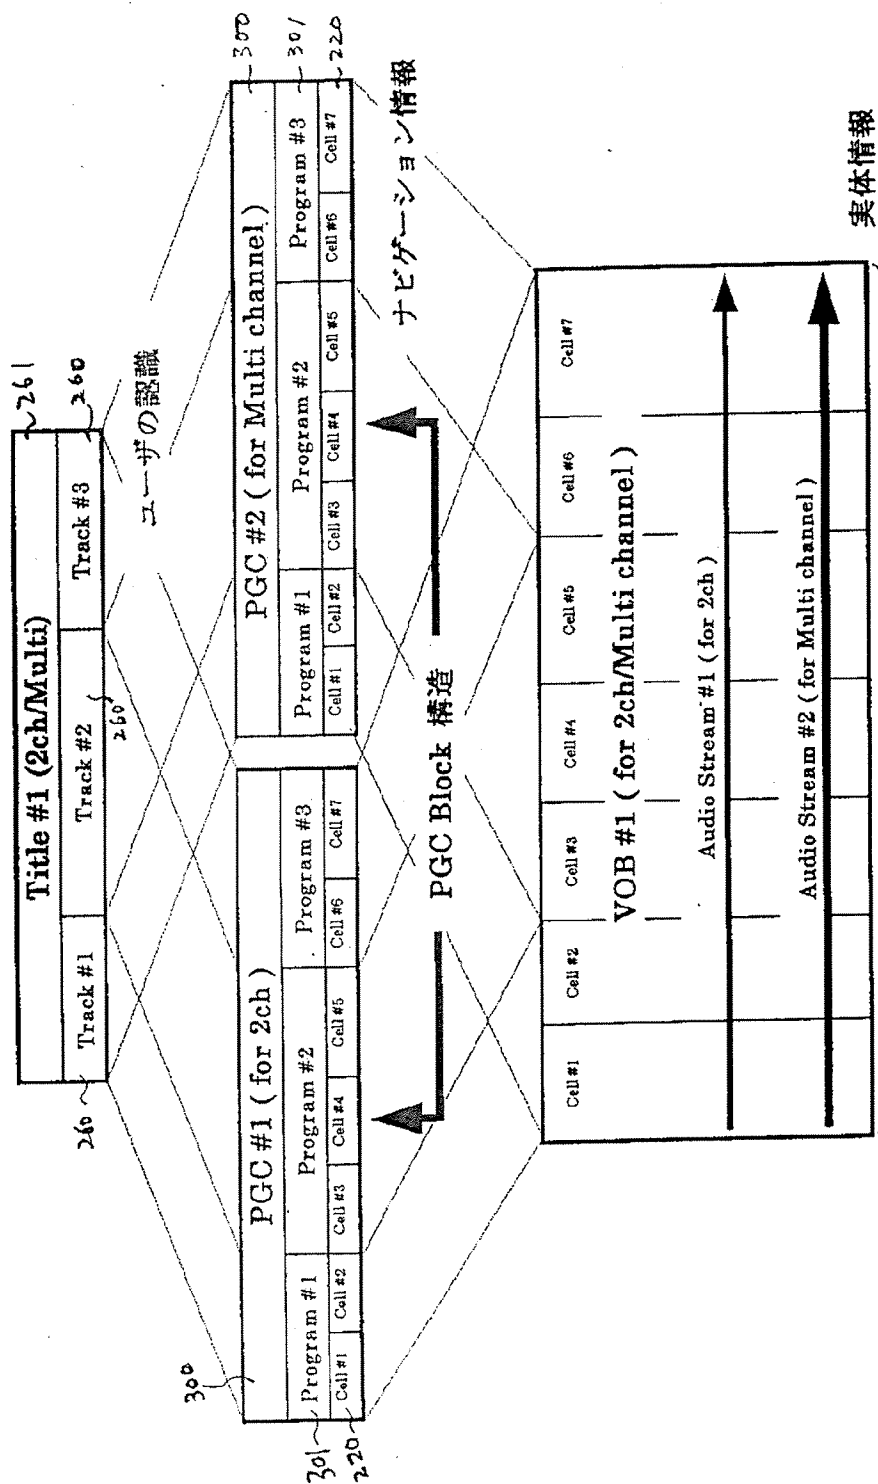 Title #1 (2ch/Multi)
261
Track #1
Track #2
Track #3
260
260
260
ユーザの認識
300
PGC #1 ( for 2ch )
PGC #2 ( for Multi channel )
300
301
Program #1
Program #2
Program #3
Program #1
Program #2
Program #3
301
220
Cell #1
Cell #2
Cell #3
Cell #4
Cell #5
Cell #6
Cell #7
Cell #1
Cell #2
Cell #3
Cell #4
Cell #5
Cell #6
Cell #7
220
ナビゲーション情報
PGC Block 構造
Cell #1
Cell #2
Cell #3
Cell #4
Cell #5
Cell #6
Cell #7
VOB #1 ( for 2ch/Multi channel )
Audio Stream #1 ( for 2ch )
Audio Stream #2 ( for Multi channel )
実体情報